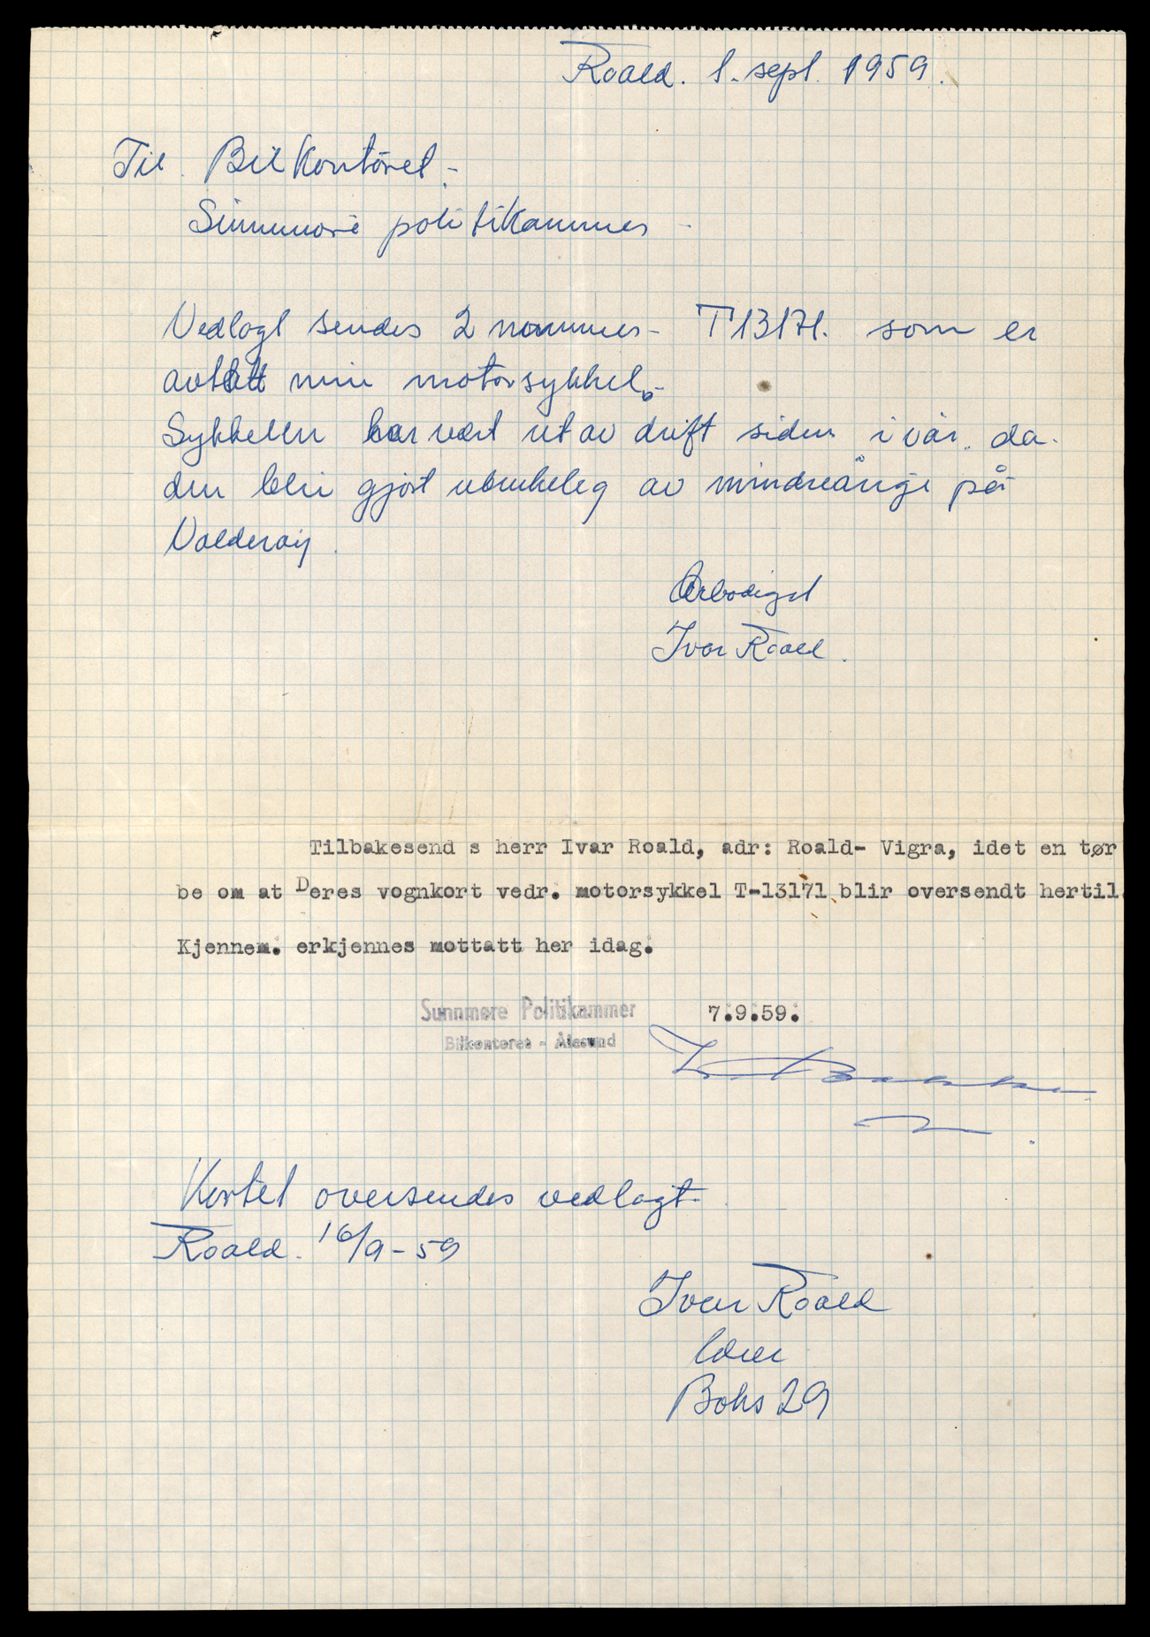 Roald. 1. sept. 1959.
Til Bilkontoret.-
Sunnmøre politikammer -
Vedlagt sendes 2 nummer- T13171. som er
avtatt min motorsykkel.-
Sykkelen har vært ut av drift siden i vår. da.
den blei gjort ubrukeleg av mindreårige på
Valderøy.
Ærbødigst
Ivar Roald.
Tilbakesend s herr Ivar Roald, adr: Roald- Vigra, idet en tør
be om at Deres vognkort vedr. motorsykkel T-13171 blir oversendt hertil.
Kjennem. erkjennes mottatt her idag.
Sunnmøre Politikammer 7.9.59.
Bilkontoret - Ålesund
Kortet oversendes vedlagt.
Roald. 16/9-59
Ivar Roald
Boks 29